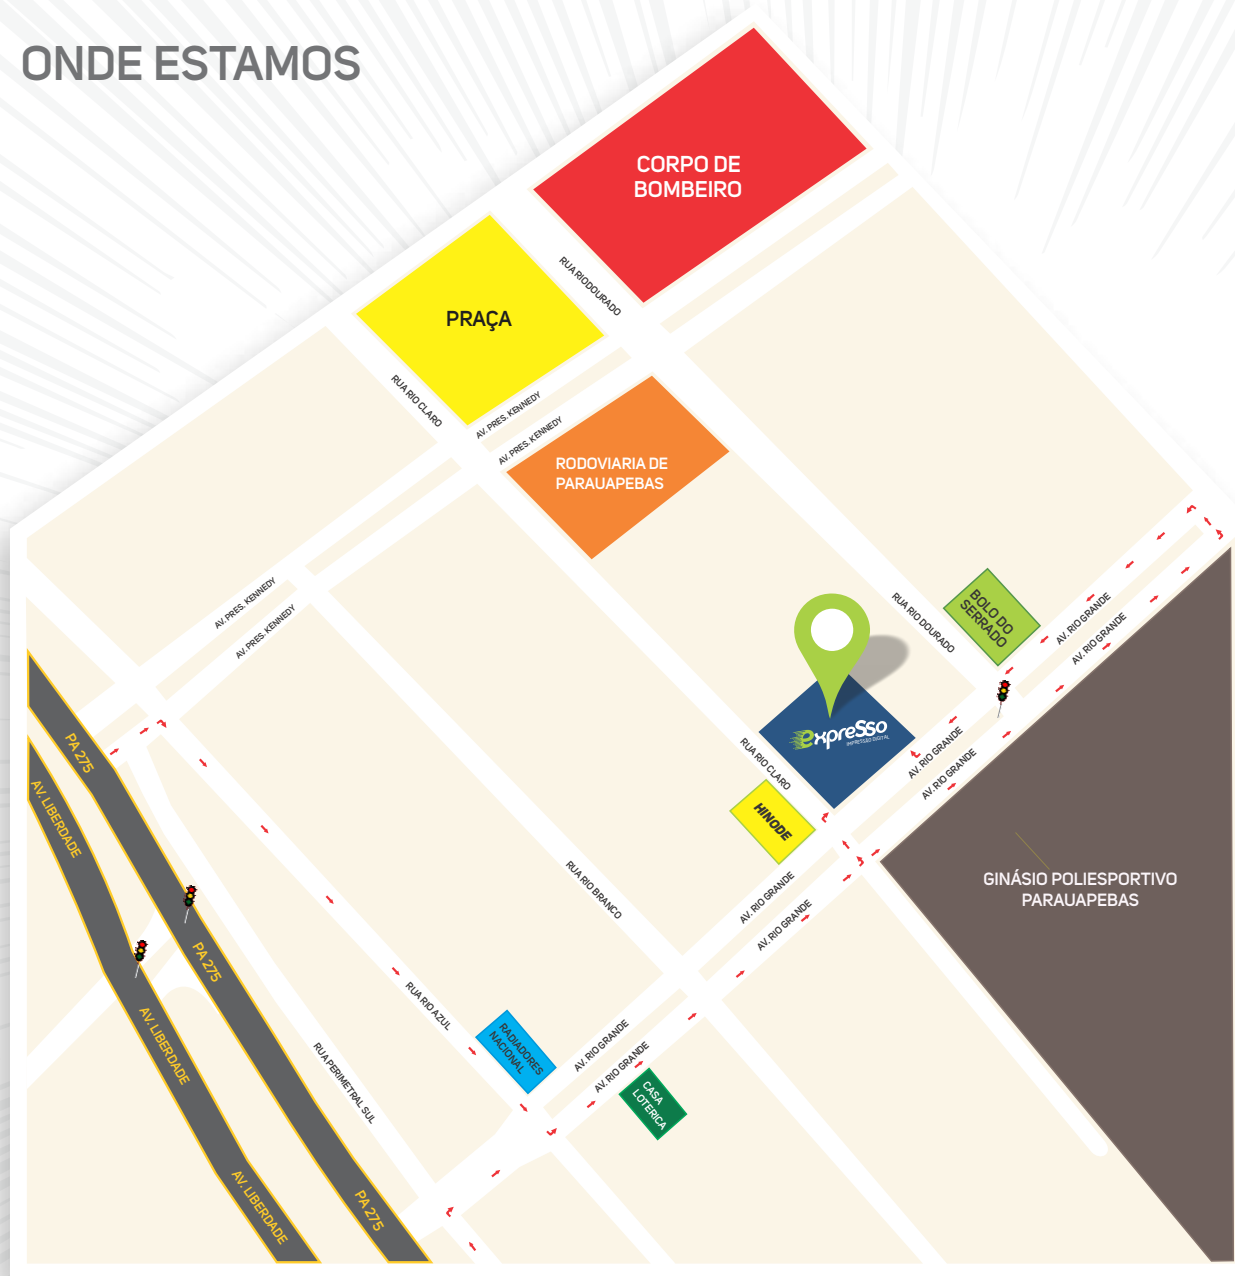 ONDE ESTAMOS
CORPO DE
BOMBEIRO
RUA RIODOURADO
PRAÇA
RUA RIO CLARO
AV. PRES. KENNEDY
AV. PRES. KENNEDY
RODOVIARIA DE
PARAUAPEBAS
AV. PRES. KENNEDY
AV. PRES. KENNEDY
RUA RIO DOURADO
BOLO DO
SERRADO
AV. RIO GRANDE
AV. RIO GRANDE
expresso
IMPRESSÃO DIGITAL
RUA RIO CLARO
AV. RIO GRANDE
AV. RIO GRANDE
HINODE
PA 275
AV. LIBERDADE
GINÁSIO POLIESPORTIVO
PARAUAPEBAS
RUA RIO BRANCO
AV. RIO GRANDE
AV. RIO GRANDE
PA 275
RUA RIO AZUL
RADIADORES
NACIONAL
AV. LIBERDADE
AV. RIO GRANDE
AV. RIO GRANDE
RUA PERIMETRAL SUL
CASA
LOTERICA
AV. LIBERDADE
PA 275